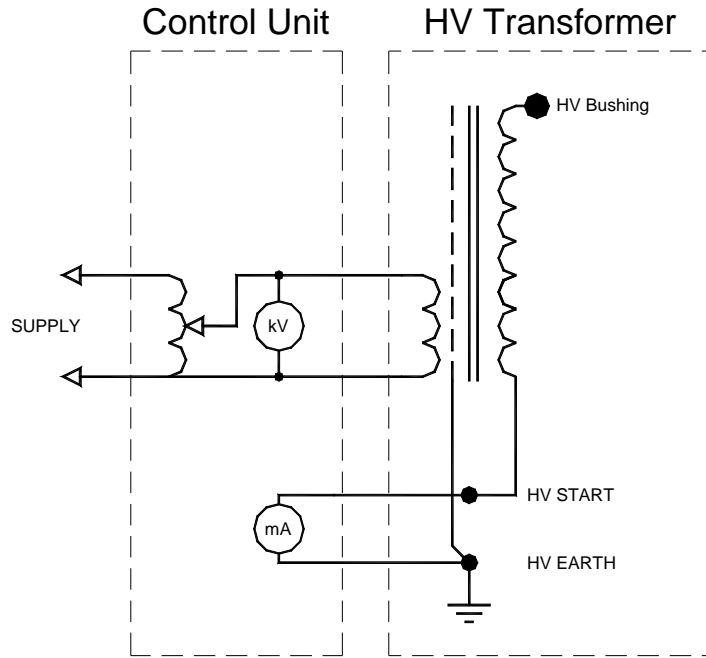 Control Unit
HV Transformer
HV Bushing
SUPPLY
kV
HV START
mA
HV EARTH